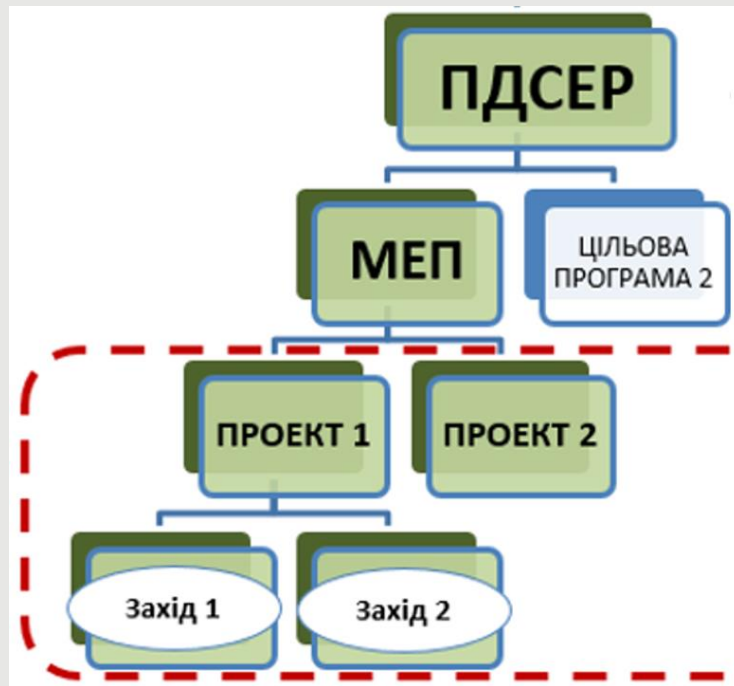 ПДСЕР
МЕП
ЦІЛЬОВА
ПРОГРАМА 2
ПРОЕКТ 1
ПРОЕКТ 2
Захід 1
Захід 2